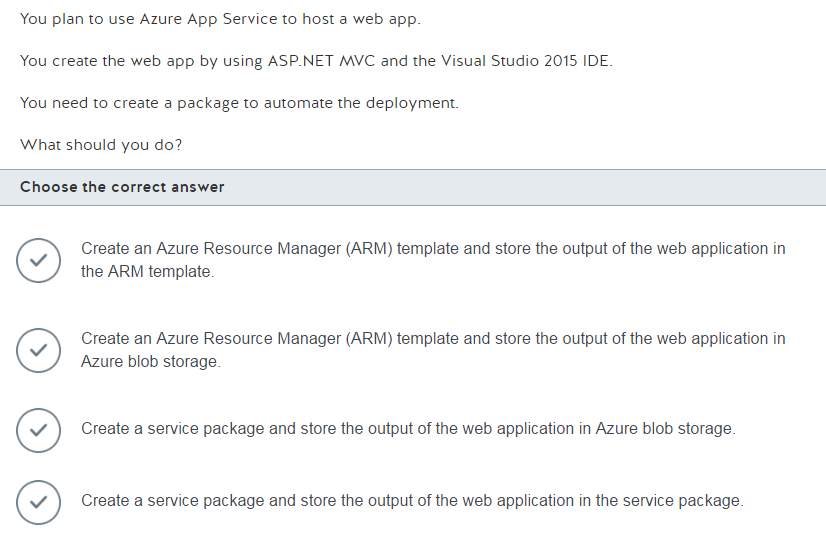 You plan to use Azure App Service to host a web app.
You create the web app by using ASP.NET MVC and the Visual Studio 2015 IDE.
You need to create a package to automate the deployment.
What should you do?
Choose the correct answer
Create an Azure Resource Manager (ARM) template and store the output of the web application in
the ARM template.
Create an Azure Resource Manager (ARM) template and store the output of the web application in
Azure blob storage.
Create a service package and store the output of the web application in Azure blob storage.
Create a service package and store the output of the web application in the service package.